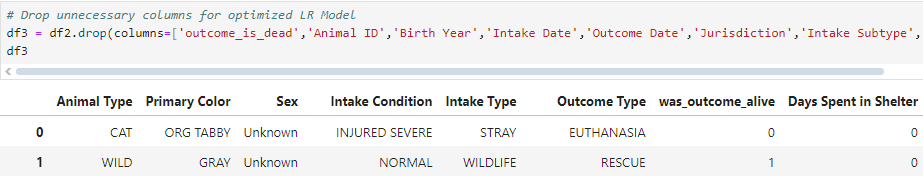 # Drop unnecessary columns for optimized LR Model
df3 = df2.drop(columns=['outcome_is_dead','Animal ID','Birth Year','Intake Date','Outcome Date','Jurisdiction','Intake Subtype',
df3
Animal Type Primary Color Sex Intake Condition Intake Type Outcome Type was_outcome_alive Days Spent in Shelter
0 CAT ORG TABBY Unknown INJURED SEVERE STRAY EUTHANASIA 0 0
1 WILD GRAY Unknown NORMAL WILDLIFE RESCUE 1 0